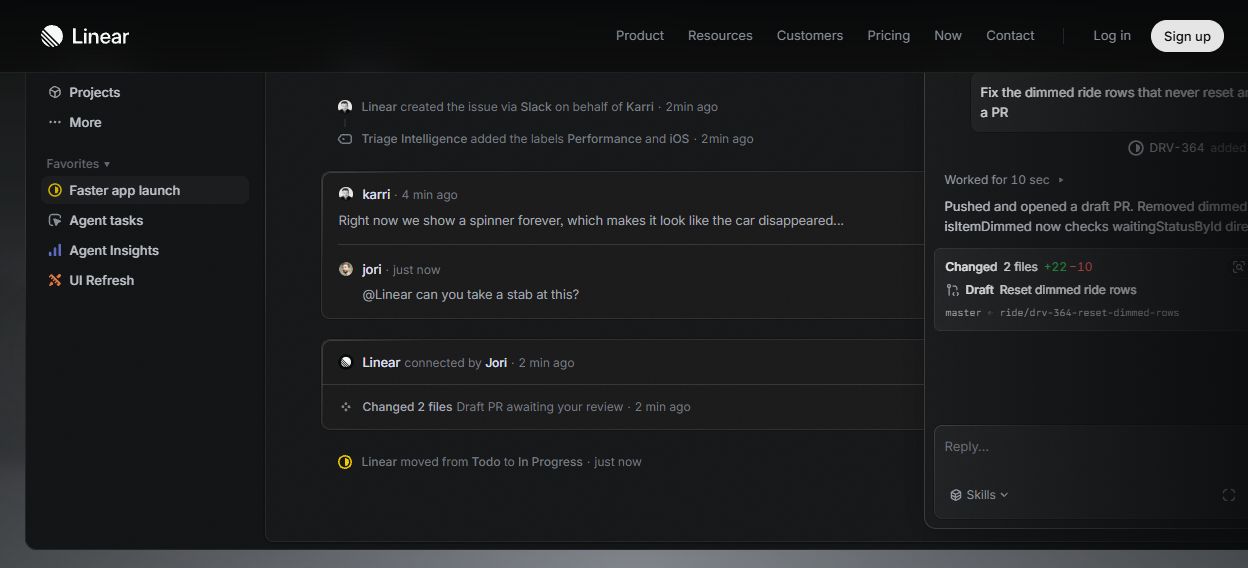 Linear
Product
Resources
Customers
Pricing
Now
Contact
Log in
Sign up
Projects
More
Favorites
Faster app launch
Agent tasks
Agent Insights
UI Refresh
Linear created the issue via Slack on behalf of Karri · 2min ago
Triage Intelligence added the labels Performance and iOS · 2min ago
karri · 4 min ago
Right now we show a spinner forever, which makes it look like the car disappeared...
jori · just now
@Linear can you take a stab at this?
Linear connected by Jori · 2 min ago
Changed 2 files Draft PR awaiting your review · 2 min ago
Linear moved from Todo to In Progress · just now
Fix the dimmed ride rows that never reset
a PR
DRV-364 added
Worked for 10 sec
Pushed and opened a draft PR. Removed dimmed
isItemDimmed now checks waitingStatusById
Changed 2 files +22 −10
Draft Reset dimmed ride rows
master ← ride/drv-364-reset-dimmed-rows
Reply...
Skills